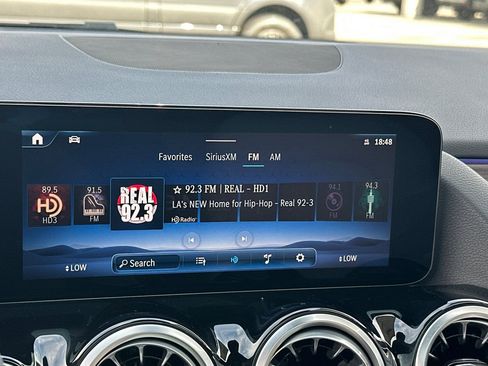 18:48
Favorites SiriusXM FM AM
89.5
HD
HD3
91.5
FM
REAL
92.3
☆ 92.3 FM | REAL - HD1
LA's NEW Home for Hip-Hop - Real 92-3
HD Radio
94.1
FM
94.3
FM
LOW
Search
HD
LOW